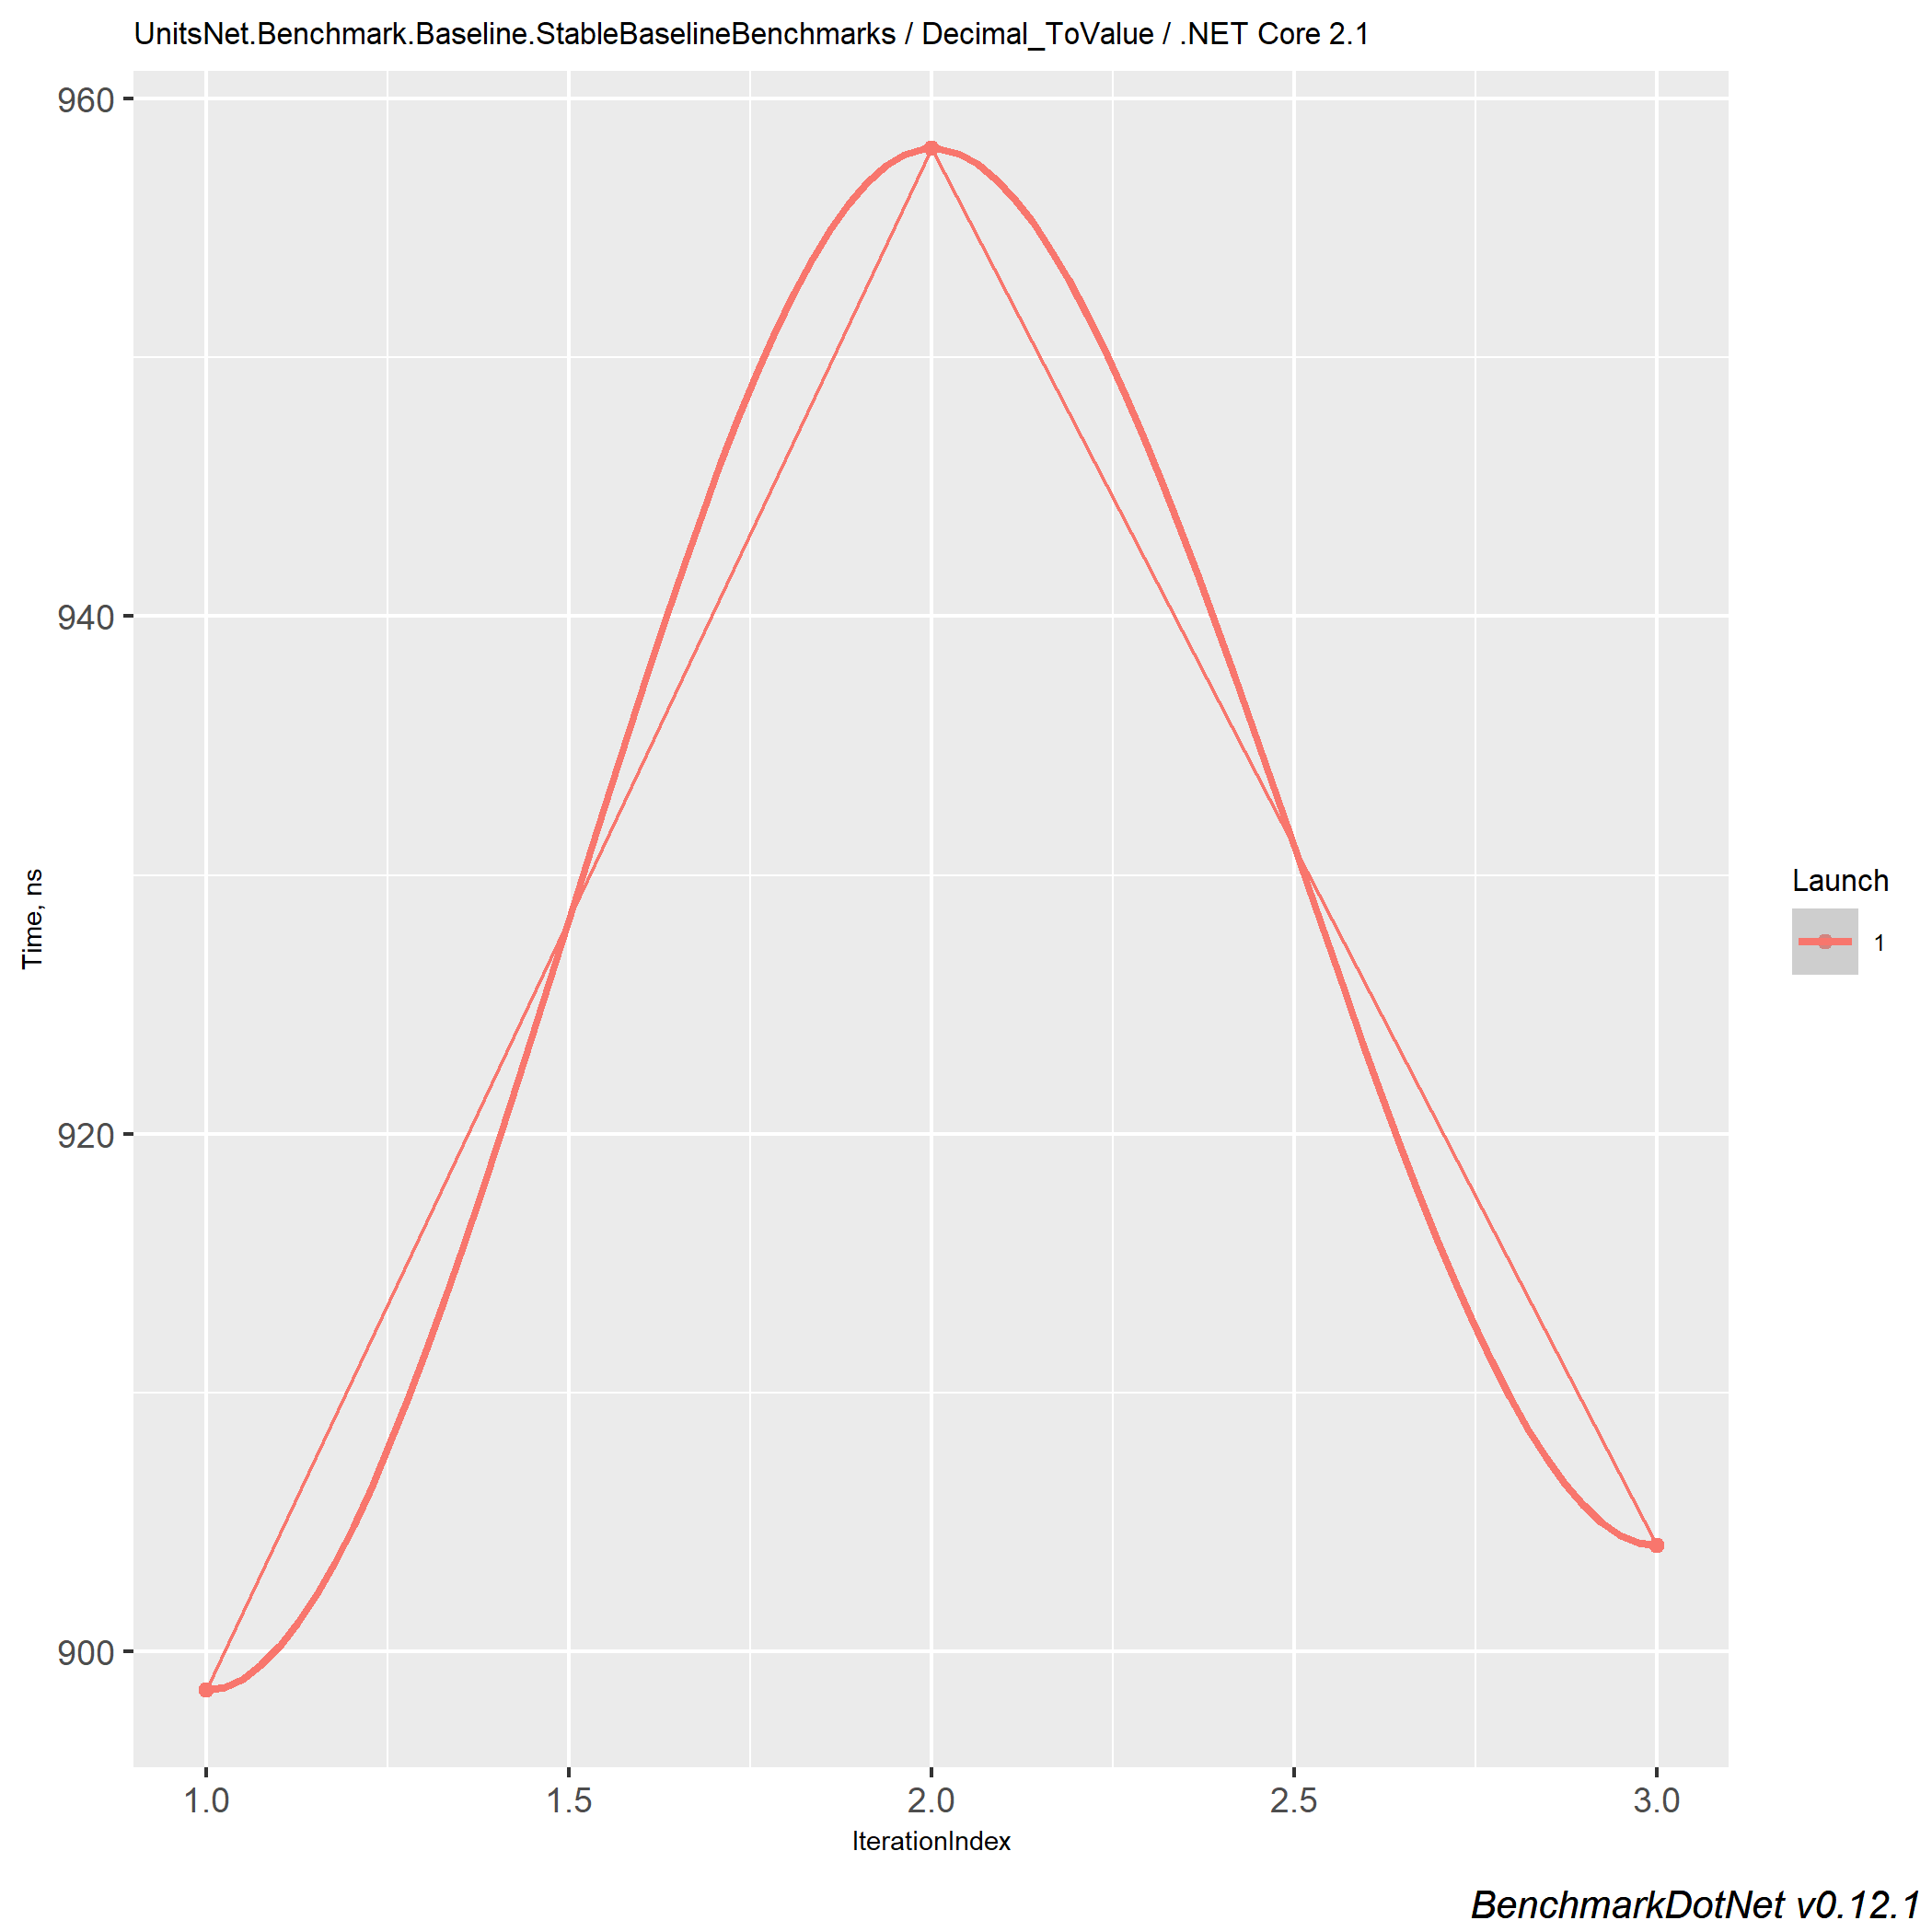 UnitsNet.Benchmark.Baseline.StableBaselineBenchmarks / Decimal_ToValue / .NET Core 2.1
960
940
920
900
Time, ns
1.0 1.5 2.0 2.5 3.0
IterationIndex
Launch
1
BenchmarkDotNet v0.12.1